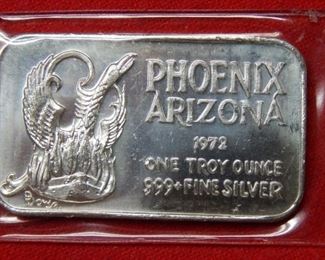 PHOENIX
ARIZONA
1972
ONE TROY OUNCE
999+ FINE SILVER